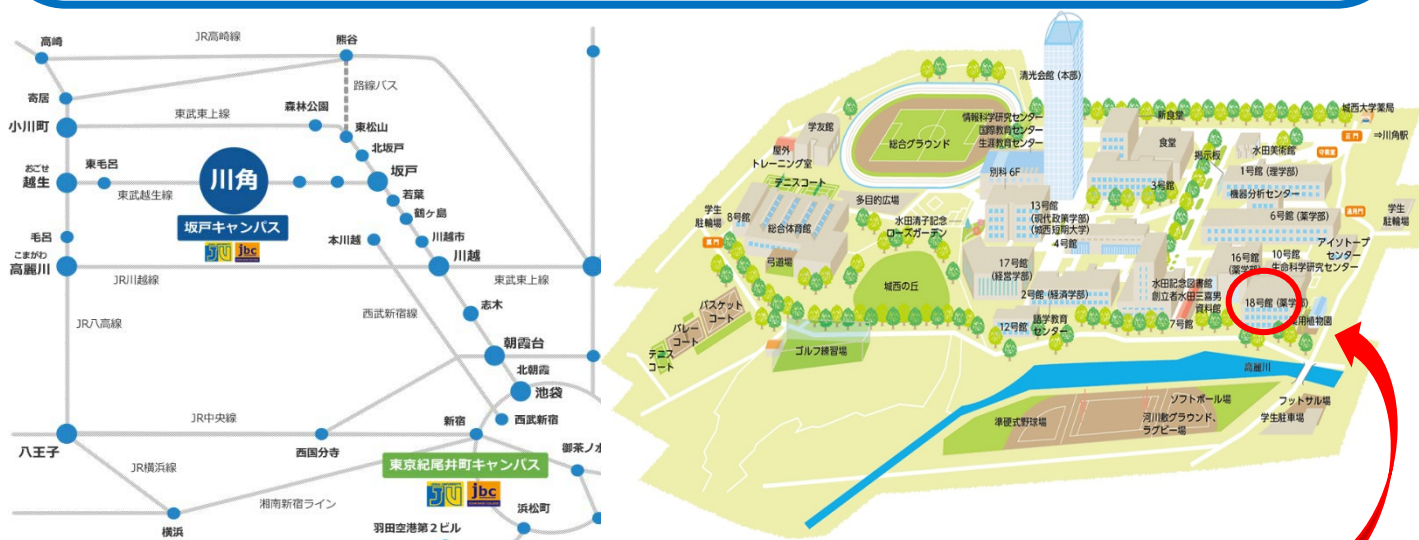 高崎
JR高崎線
熊谷
寄居
路線バス
小川町
東武東上線
森林公園
東松山
北坂戸
おごせ
越生
東毛呂
東武越生線
川角
坂戸キャンパス
JU
jbc
坂戸
若葉
鶴ヶ島
川越市
本川越
毛呂
こまがわ
高麗川
JR川越線
川越
東武東上線
志木
西武新宿線
JR八高線
朝霞台
北朝霞
池袋
西武新宿
新宿
JR中央線
八王子
西国分寺
御茶ノ水
東京紀尾井町キャンパス
JU
jbc
JR横浜線
湘南新宿ライン
横浜
浜松町
羽田空港第2ビル
清光会館 (本部)
情報科学研究センター
国際教育センター
生涯教育センター
学友館
総合グラウンド
屋外
トレーニング室
テニスコート
別科 6F
新食堂
食堂
掲示板
水田美術館
城西大学薬局
正門
⇒川角駅
守衛室
1号館 (理学部)
機器分析センター
3号館
学生
駐輪場
8号館
総合体育館
多目的広場
水田清子記念
ローズガーデン
13号館
(現代政策学部)
(城西短期大学)
4号館
6号館 (薬学部)
通用門
学生
駐輪場
アイソトープ
センター
弓道場
城西の丘
17号館
(経営学部)
2号館 (経済学部)
水田記念図書館
創立者水田三喜男
資料館
16号館
(薬学部)
10号館
生命科学研究センター
18号館 (薬学部)
薬用植物園
7号館
12号館
語学教育
センター
バスケット
コート
バレー
コート
テニス
コート
ゴルフ練習場
高麗川
ソフトボール場
準硬式野球場
河川敷グラウンド、
ラグビー場
フットサル場
学生駐車場